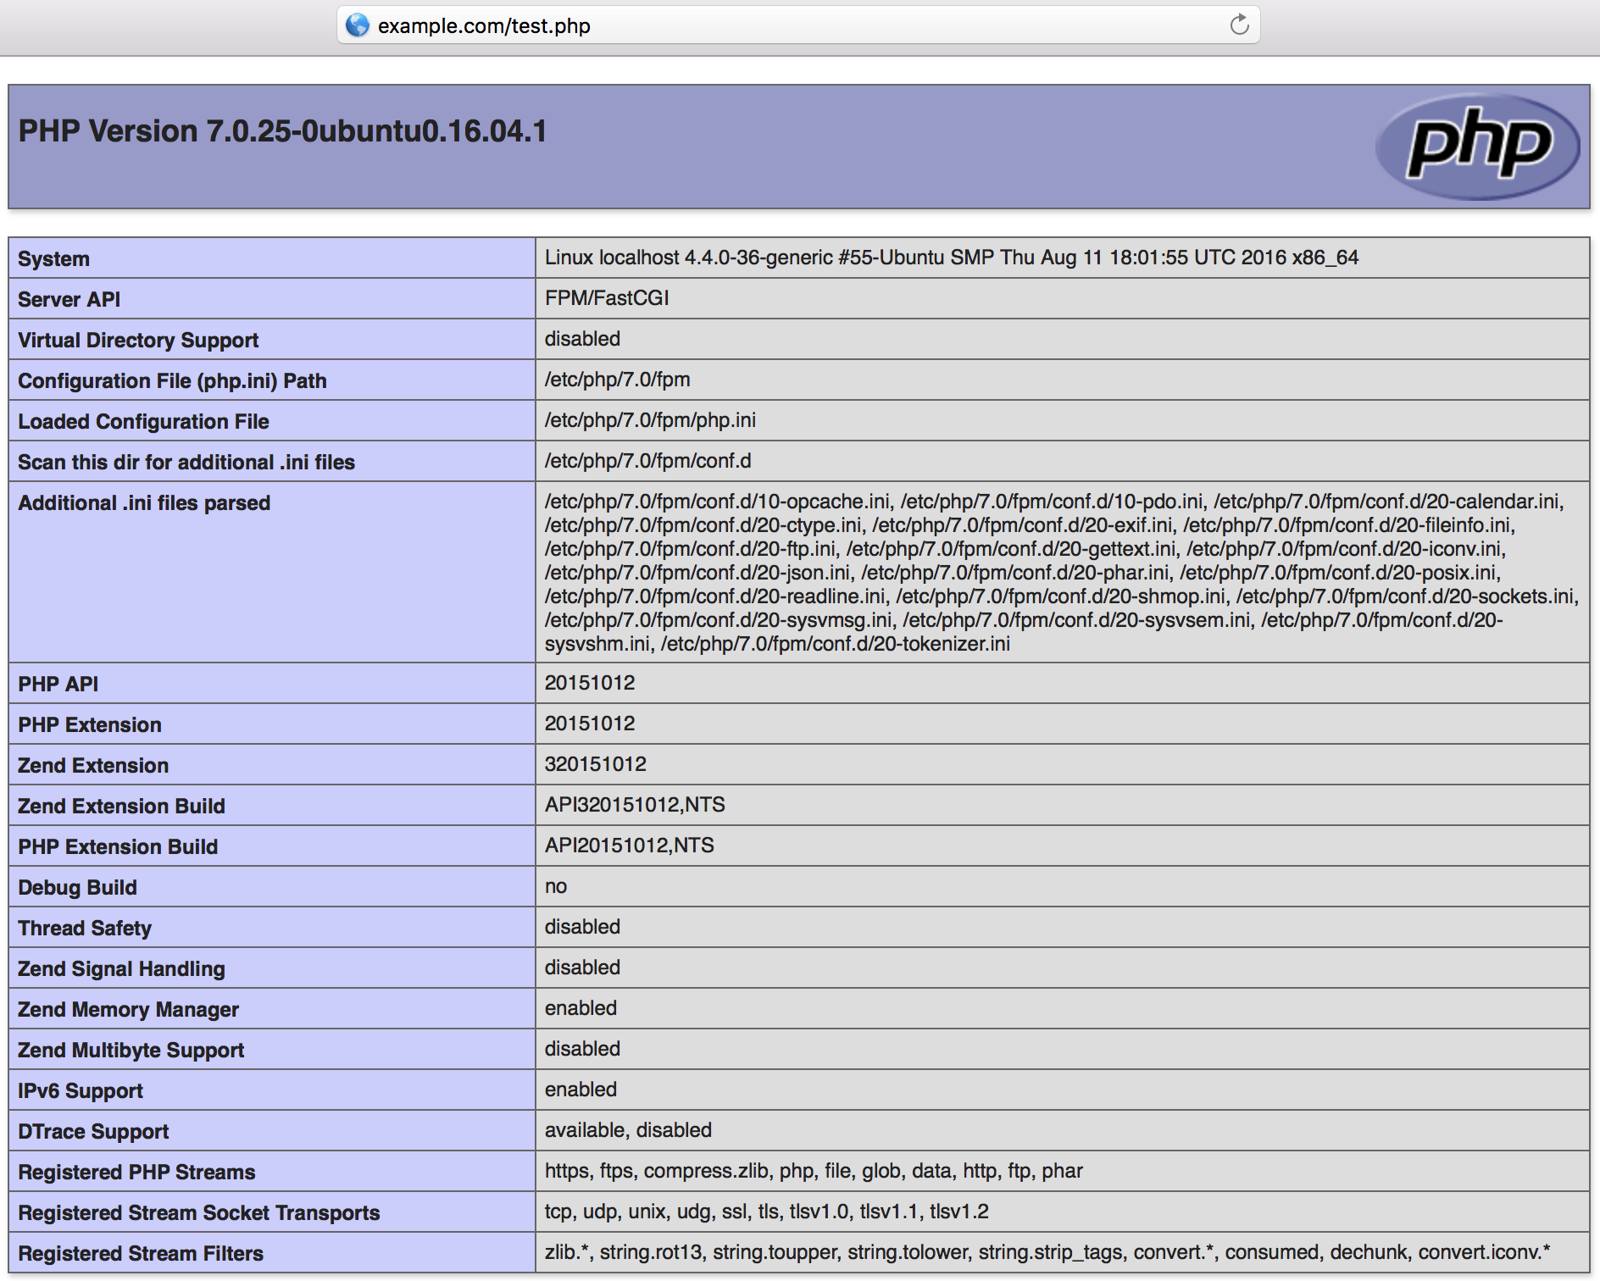 example.com/test.php
PHP Version 7.0.25-0ubuntu0.16.04.1
php
System Linux localhost 4.4.0-36-generic #55-Ubuntu SMP Thu Aug 11 18:01:55 UTC 2016 x86_64
Server API FPM/FastCGI
Virtual Directory Support disabled
Configuration File (php.ini) Path /etc/php/7.0/fpm
Loaded Configuration File /etc/php/7.0/fpm/php.ini
Scan this dir for additional .ini files /etc/php/7.0/fpm/conf.d
Additional .ini files parsed /etc/php/7.0/fpm/conf.d/10-opcache.ini, /etc/php/7.0/fpm/conf.d/10-pdo.ini, /etc/php/7.0/fpm/conf.d/20-calendar.ini,
/etc/php/7.0/fpm/conf.d/20-ctype.ini, /etc/php/7.0/fpm/conf.d/20-exif.ini, /etc/php/7.0/fpm/conf.d/20-fileinfo.ini,
/etc/php/7.0/fpm/conf.d/20-ftp.ini, /etc/php/7.0/fpm/conf.d/20-gettext.ini, /etc/php/7.0/fpm/conf.d/20-iconv.ini,
/etc/php/7.0/fpm/conf.d/20-json.ini, /etc/php/7.0/fpm/conf.d/20-phar.ini, /etc/php/7.0/fpm/conf.d/20-posix.ini,
/etc/php/7.0/fpm/conf.d/20-readline.ini, /etc/php/7.0/fpm/conf.d/20-shmop.ini, /etc/php/7.0/fpm/conf.d/20-sockets.ini,
/etc/php/7.0/fpm/conf.d/20-sysvmsg.ini, /etc/php/7.0/fpm/conf.d/20-sysvsem.ini, /etc/php/7.0/fpm/conf.d/20-
sysvshm.ini, /etc/php/7.0/fpm/conf.d/20-tokenizer.ini
PHP API 20151012
PHP Extension 20151012
Zend Extension 320151012
Zend Extension Build API320151012,NTS
PHP Extension Build API20151012,NTS
Debug Build no
Thread Safety disabled
Zend Signal Handling disabled
Zend Memory Manager enabled
Zend Multibyte Support disabled
IPv6 Support enabled
DTrace Support available, disabled
Registered PHP Streams https, ftps, compress.zlib, php, file, glob, data, http, ftp, phar
Registered Stream Socket Transports tcp, udp, unix, udg, ssl, tls, tlsv1.0, tlsv1.1, tlsv1.2
Registered Stream Filters zlib.*, string.rot13, string.toupper, string.tolower, string.strip_tags, convert.*, consumed, dechunk, convert.iconv.*